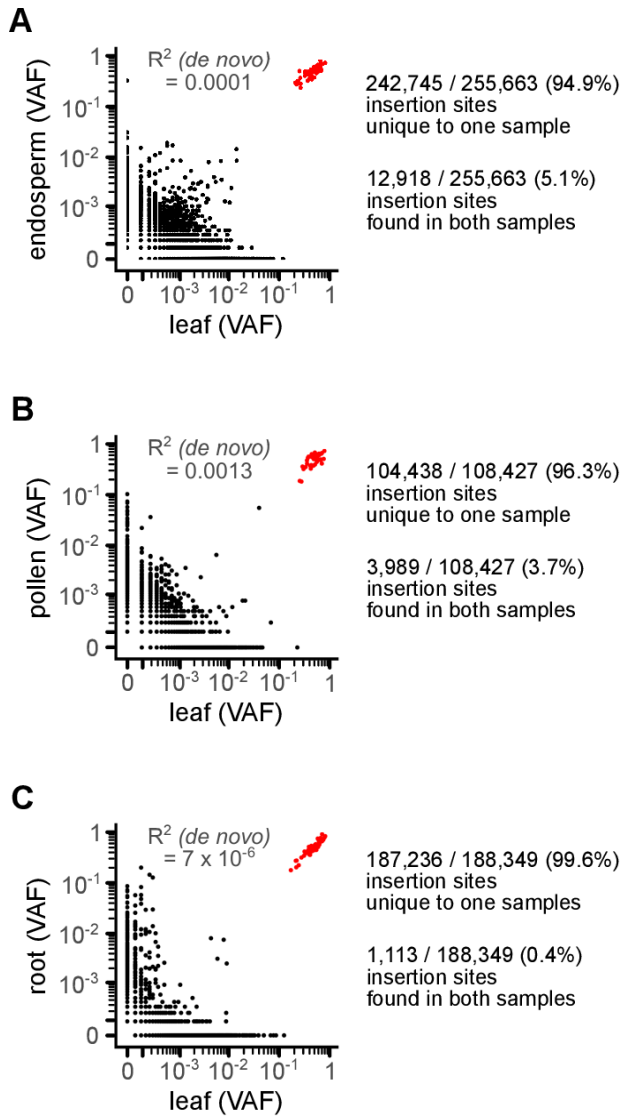 A
R² (de novo)
= 0.0001
1
10⁻¹
10⁻²
10⁻³
0
endosperm (VAF)
0
10⁻³
10⁻²
10⁻¹
1
leaf (VAF)
242,745 / 255,663 (94.9%)
insertion sites
unique to one sample
12,918 / 255,663 (5.1%)
insertion sites
found in both samples
B
R² (de novo)
= 0.0013
1
10⁻¹
10⁻²
10⁻³
0
pollen (VAF)
0
10⁻³
10⁻²
10⁻¹
1
leaf (VAF)
104,438 / 108,427 (96.3%)
insertion sites
unique to one sample
3,989 / 108,427 (3.7%)
insertion sites
found in both samples
C
R² (de novo)
= 7 x 10⁻⁶
1
10⁻¹
10⁻²
10⁻³
0
root (VAF)
0
10⁻³
10⁻²
10⁻¹
1
leaf (VAF)
187,236 / 188,349 (99.6%)
insertion sites
unique to one samples
1,113 / 188,349 (0.4%)
insertion sites
found in both samples